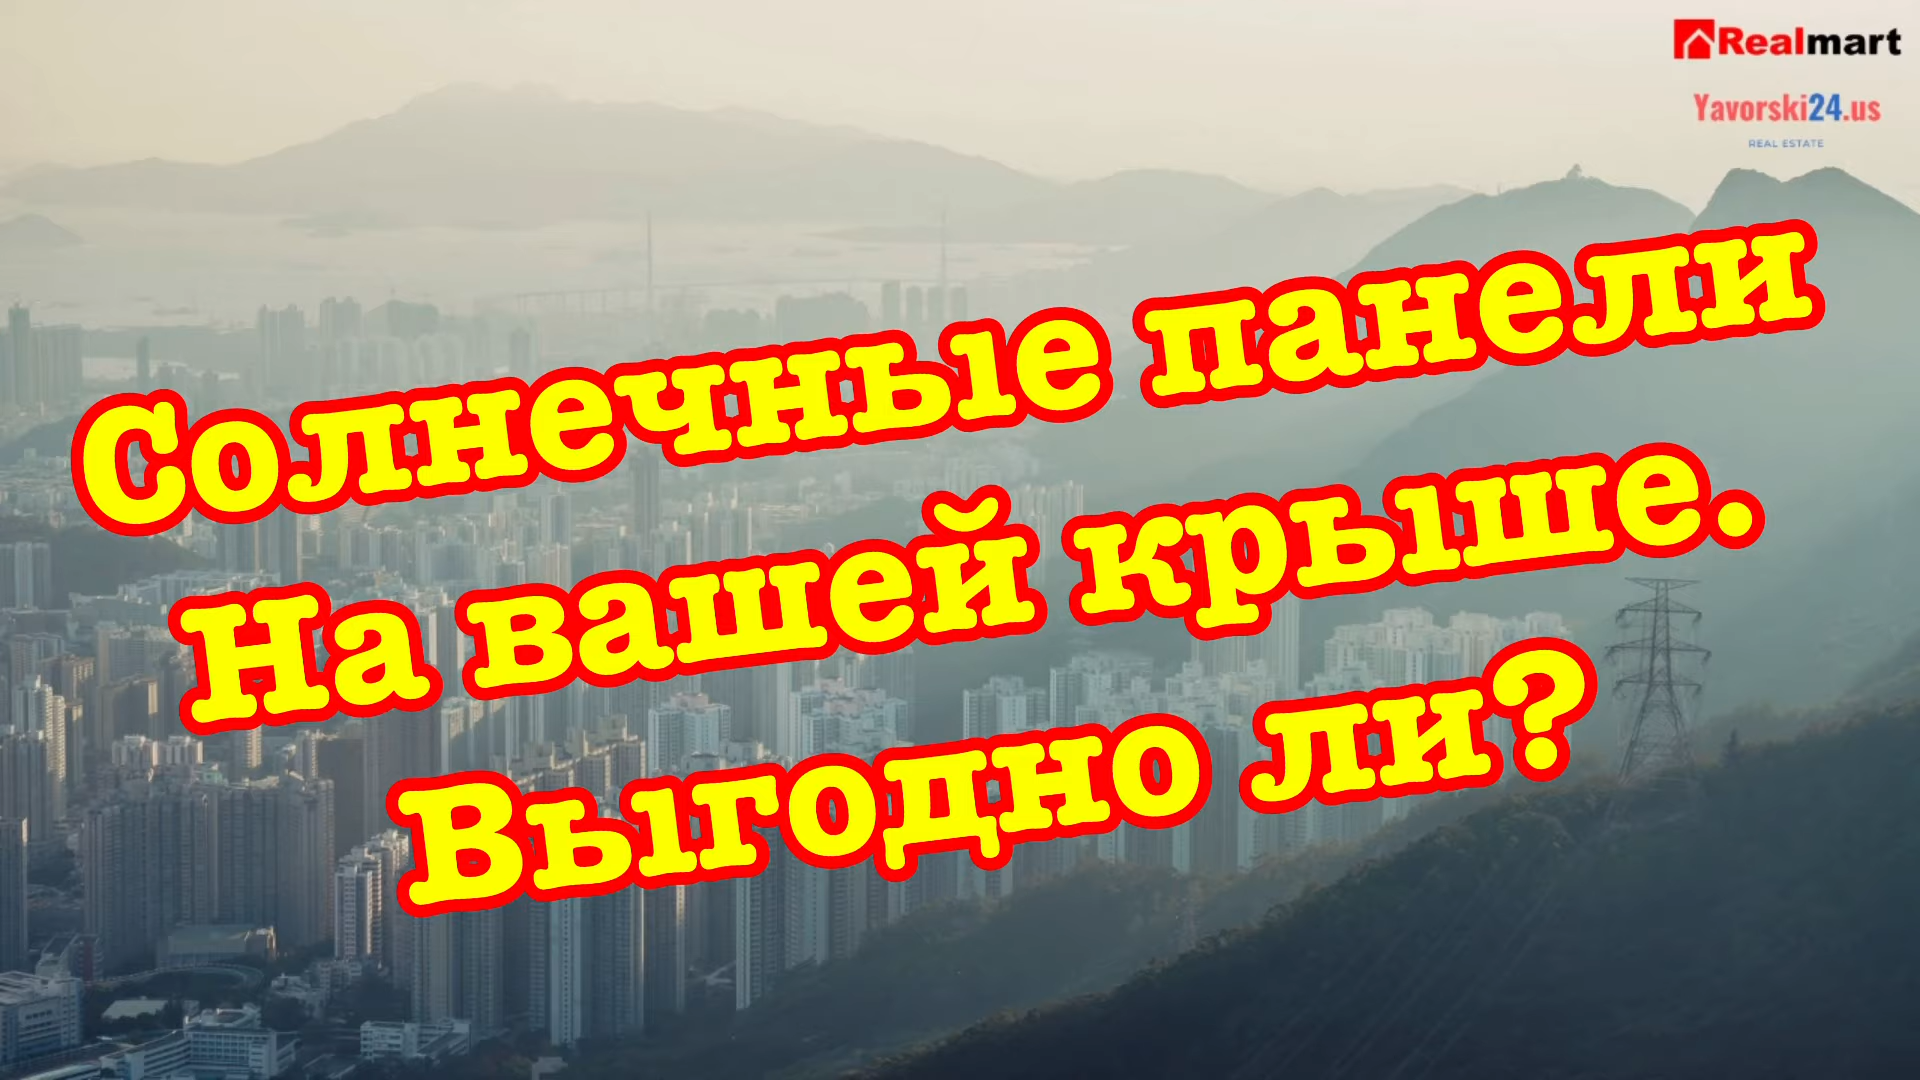 Realmart
Yavorski24.us
REAL ESTATE
Солнечные панели
На вашей крыше.
Выгодно ли?